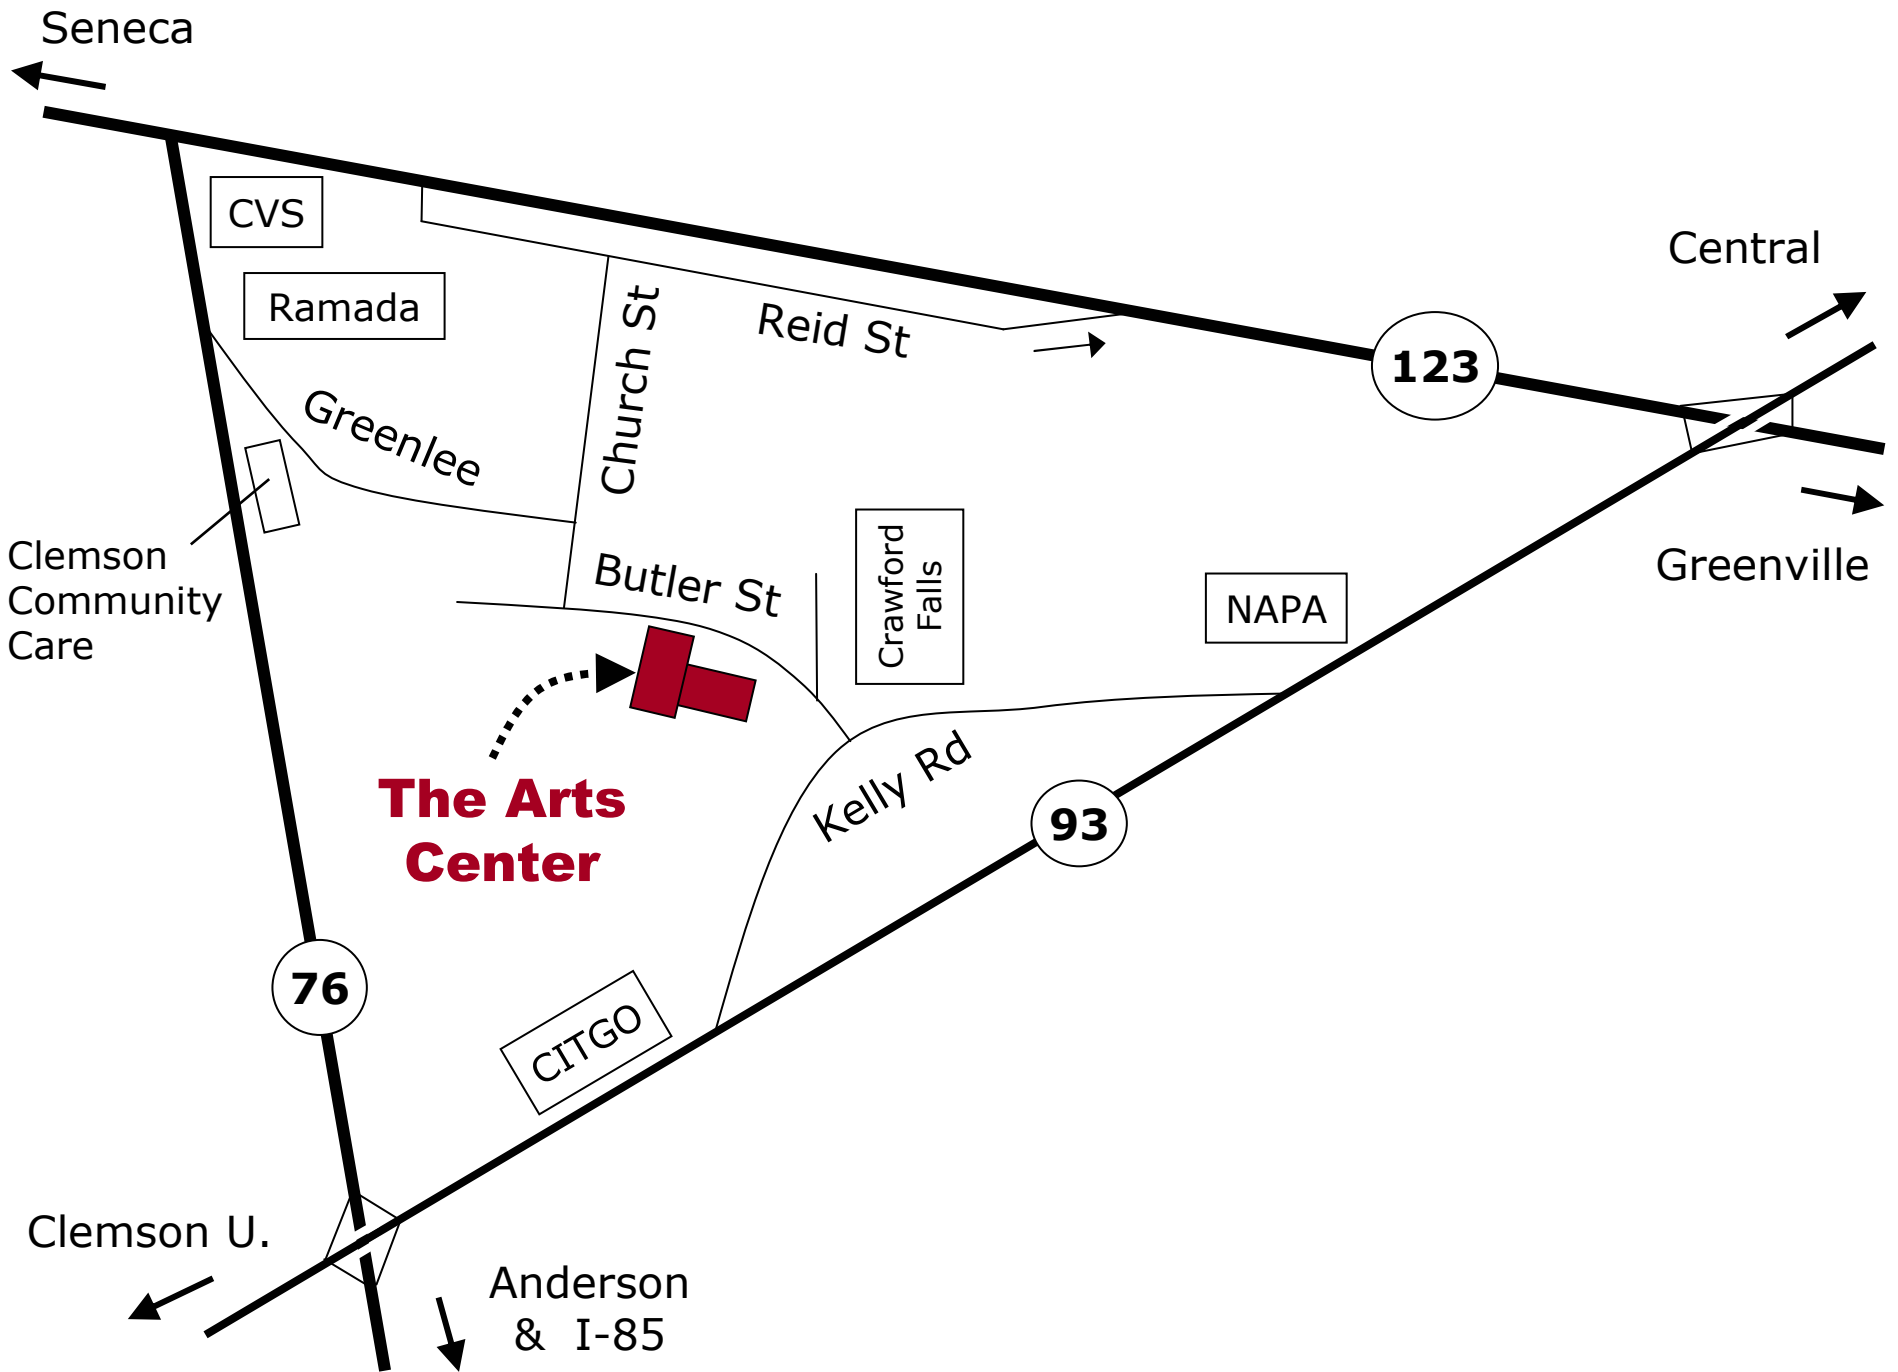 Seneca
CVS
Ramada
Church St
Reid St
Central
123
Greenlee
Greenville
Clemson
Community
Care
Butler St
Crawford
Falls
NAPA
The Arts
Center
Kelly Rd
93
76
CITGO
Clemson U.
Anderson
& I-85